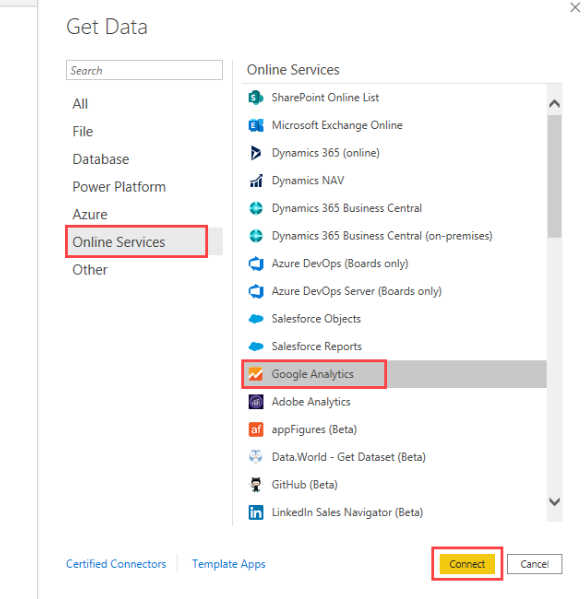 Get Data
Search
All
File
Database
Power Platform
Azure
Online Services
Other
Online Services
SharePoint Online List
Microsoft Exchange Online
Dynamics 365 (online)
Dynamics NAV
Dynamics 365 Business Central
Dynamics 365 Business Central (on-premises)
Azure DevOps (Boards only)
Azure DevOps Server (Boards only)
Salesforce Objects
Salesforce Reports
Google Analytics
Adobe Analytics
af appFigures (Beta)
Data.World - Get Dataset (Beta)
GitHub (Beta)
in LinkedIn Sales Navigator (Beta)
Certified Connectors
Template Apps
Connect
Cancel